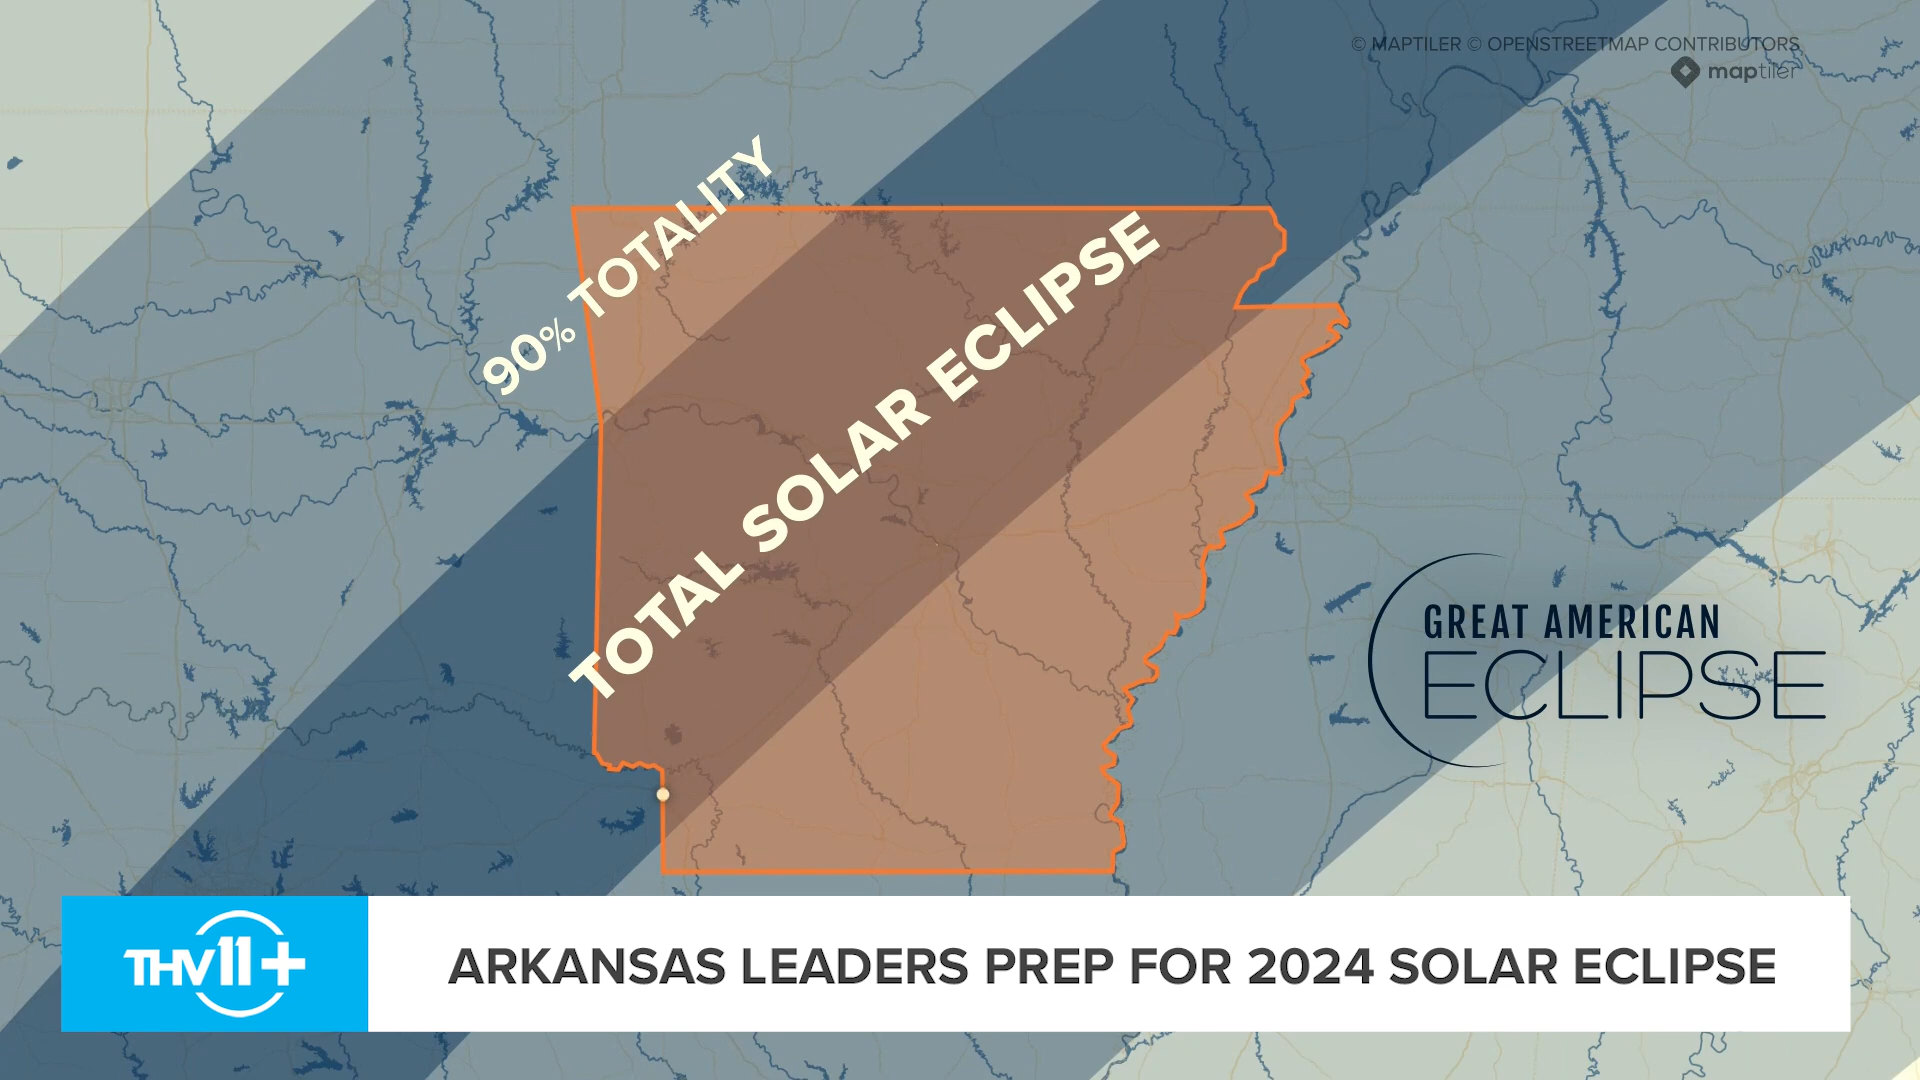 © MAPTILER © OPENSTREETMAP CONTRIBUTORS
maptiler
90% TOTALITY
TOTAL SOLAR ECLIPSE
GREAT AMERICAN
ECLIPSE
THV11+
ARKANSAS LEADERS PREP FOR 2024 SOLAR ECLIPSE